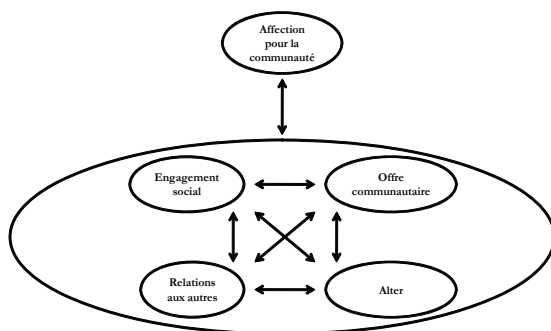 Affection
pour la
communauté
Engagement
social
Offre
communautaire
Relations
aux autres
Alter